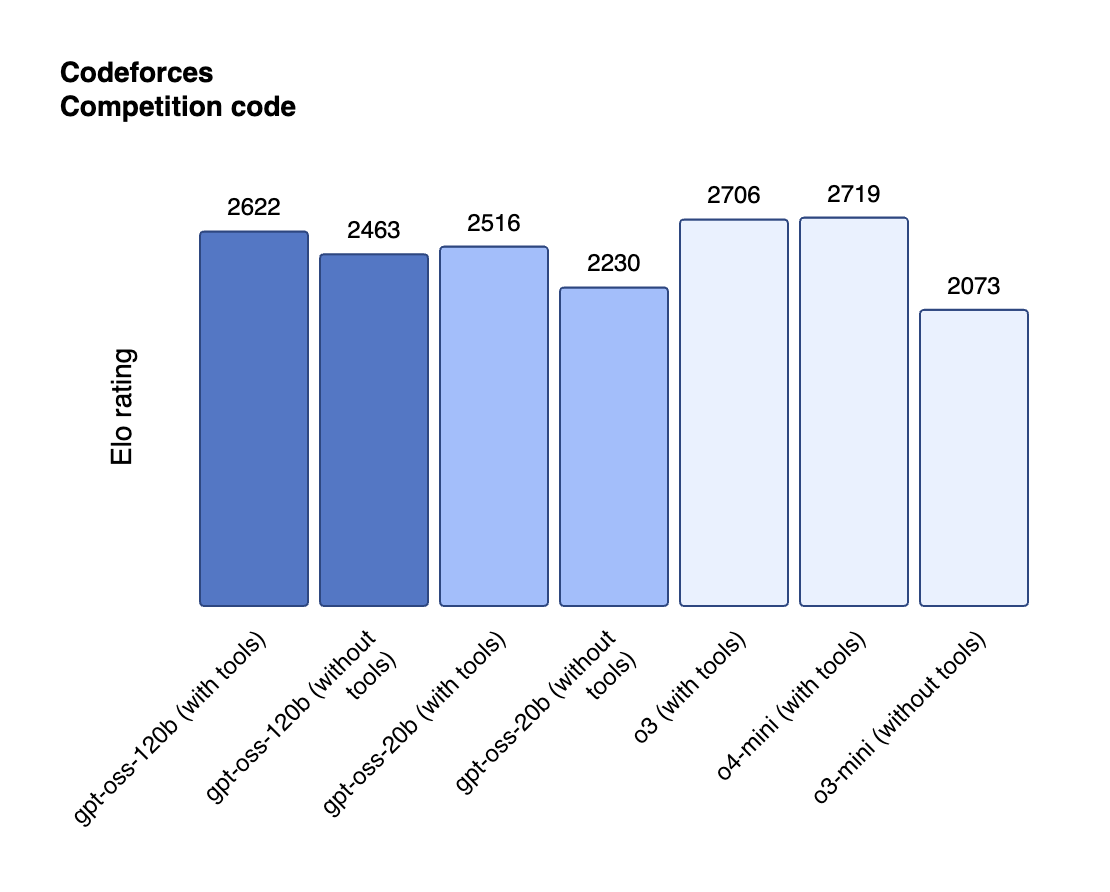 Codeforces
Competition code
2622
2463
2516
2230
2706
2719
2073
Elo rating
gpt-oss-120b (with tools)
gpt-oss-120b (without
tools)
gpt-oss-20b (with tools)
gpt-oss-20b (without
tools)
o3 (with tools)
o4-mini (with tools)
o3-mini (without tools)